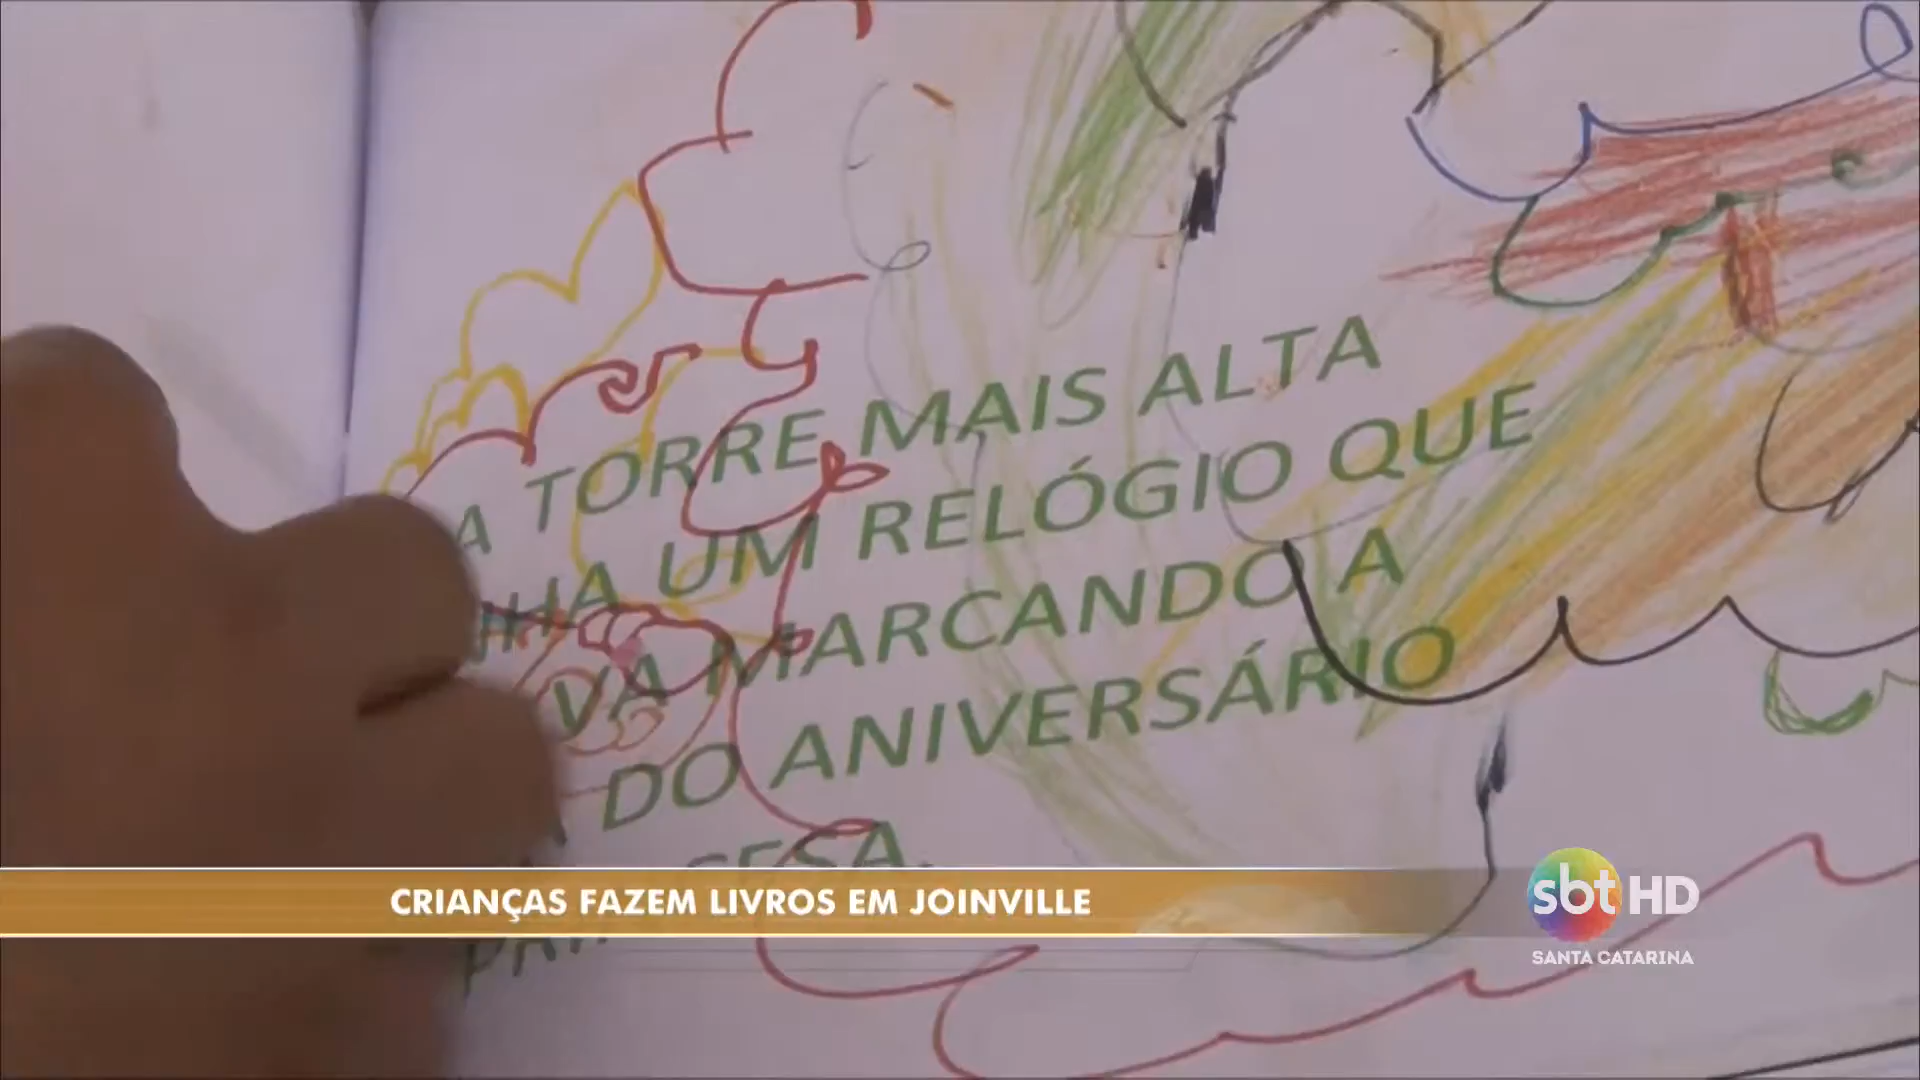 A TORRE MAIS ALTA
UM RELÓGIO QUE
MARCANDO A
DO ANIVERSÁRIO
CRIANÇAS FAZEM LIVROS EM JOINVILLE
sbt HD
SANTA CATARINA